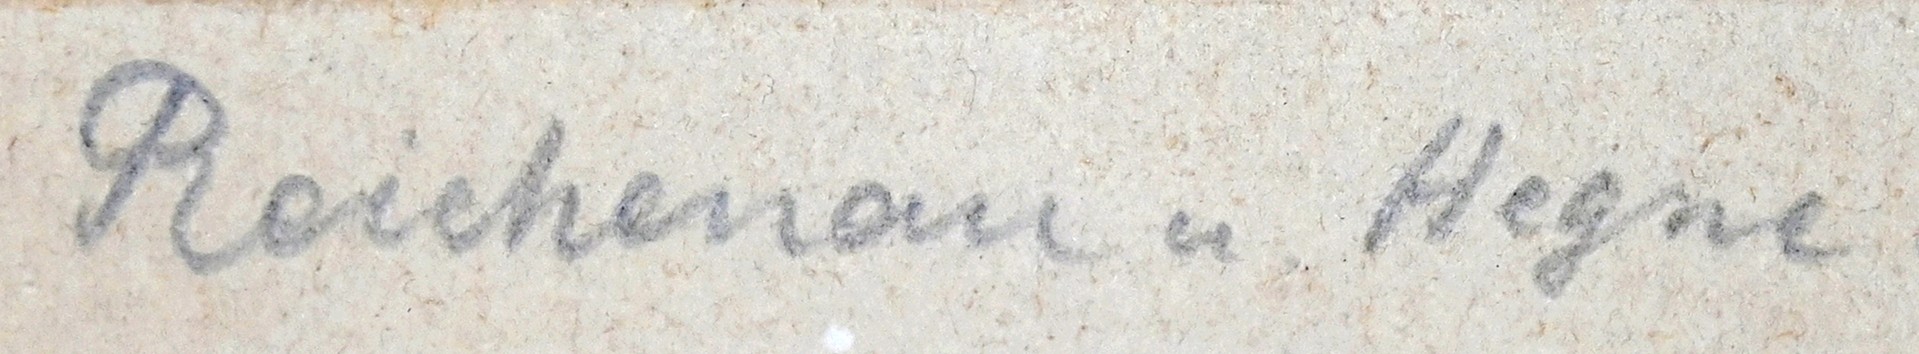 Reichenau u. Hegne